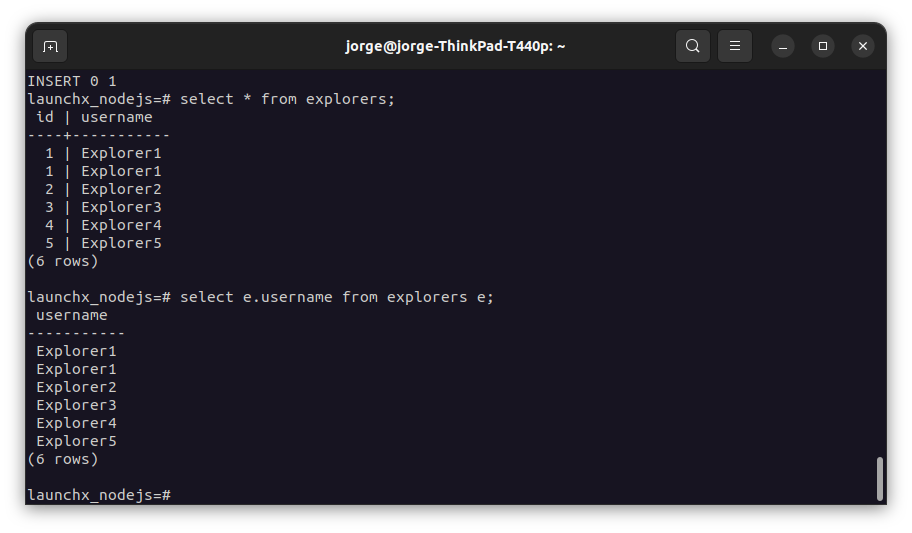 jorge@jorge-ThinkPad-T440p: ~
INSERT 0 1
launchx_nodejs=# select * from explorers;
 id | username
----+-----------
  1 | Explorer1
  1 | Explorer1
  2 | Explorer2
  3 | Explorer3
  4 | Explorer4
  5 | Explorer5
(6 rows)

launchx_nodejs=# select e.username from explorers e;
 username
-----------
 Explorer1
 Explorer1
 Explorer2
 Explorer3
 Explorer4
 Explorer5
(6 rows)

launchx_nodejs=#